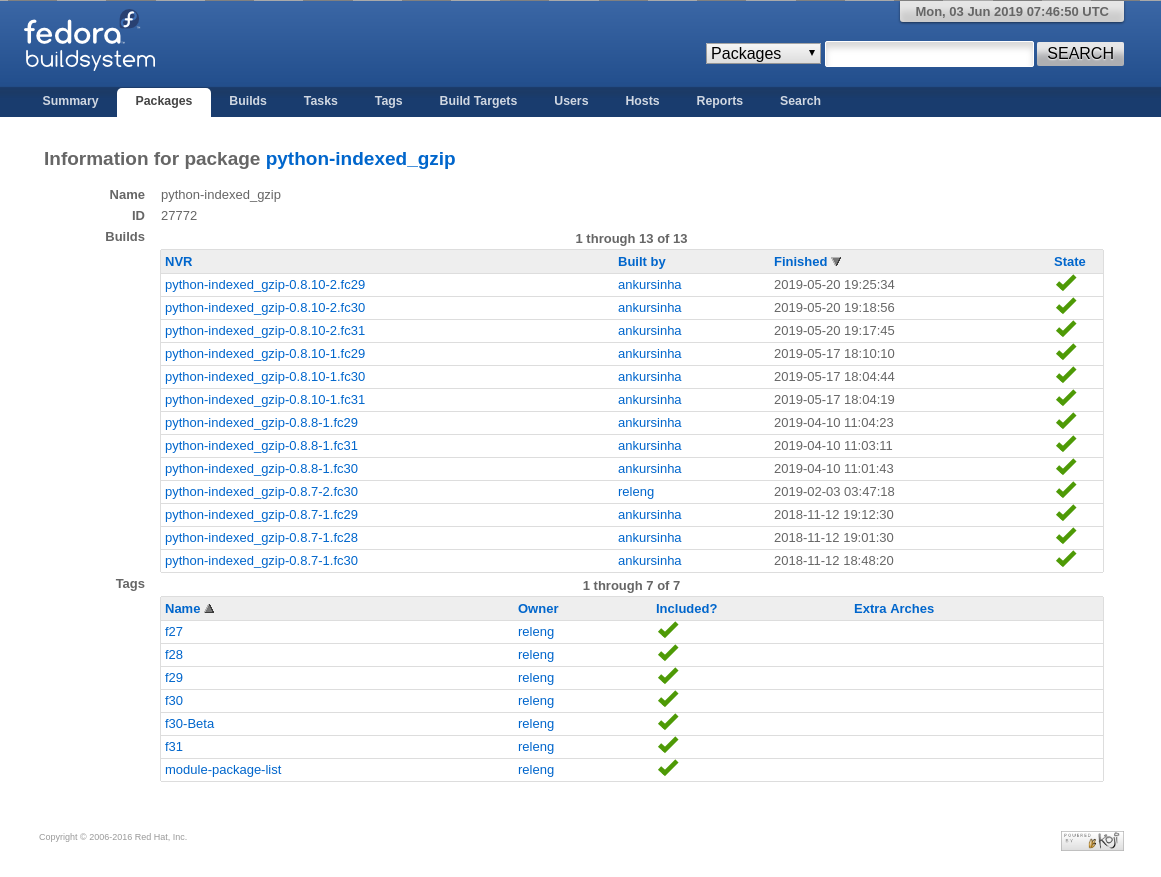 Mon, 03 Jun 2019 07:46:50 UTC
fedora
buildsystem
Packages SEARCH
Summary Packages Builds Tasks Tags Build Targets Users Hosts Reports Search
Information for package python-indexed_gzip
Name python-indexed_gzip
ID 27772
Builds 1 through 13 of 13
NVR Built by Finished State
python-indexed_gzip-0.8.10-2.fc29 ankursinha 2019-05-20 19:25:34
python-indexed_gzip-0.8.10-2.fc30 ankursinha 2019-05-20 19:18:56
python-indexed_gzip-0.8.10-2.fc31 ankursinha 2019-05-20 19:17:45
python-indexed_gzip-0.8.10-1.fc29 ankursinha 2019-05-17 18:10:10
python-indexed_gzip-0.8.10-1.fc30 ankursinha 2019-05-17 18:04:44
python-indexed_gzip-0.8.10-1.fc31 ankursinha 2019-05-17 18:04:19
python-indexed_gzip-0.8.8-1.fc29 ankursinha 2019-04-10 11:04:23
python-indexed_gzip-0.8.8-1.fc31 ankursinha 2019-04-10 11:03:11
python-indexed_gzip-0.8.8-1.fc30 ankursinha 2019-04-10 11:01:43
python-indexed_gzip-0.8.7-2.fc30 releng 2019-02-03 03:47:18
python-indexed_gzip-0.8.7-1.fc29 ankursinha 2018-11-12 19:12:30
python-indexed_gzip-0.8.7-1.fc28 ankursinha 2018-11-12 19:01:30
python-indexed_gzip-0.8.7-1.fc30 ankursinha 2018-11-12 18:48:20
Tags 1 through 7 of 7
Name Owner Included? Extra Arches
f27 releng
f28 releng
f29 releng
f30 releng
f30-Beta releng
f31 releng
module-package-list releng
Copyright © 2006-2016 Red Hat, Inc.
POWERED BY Koji